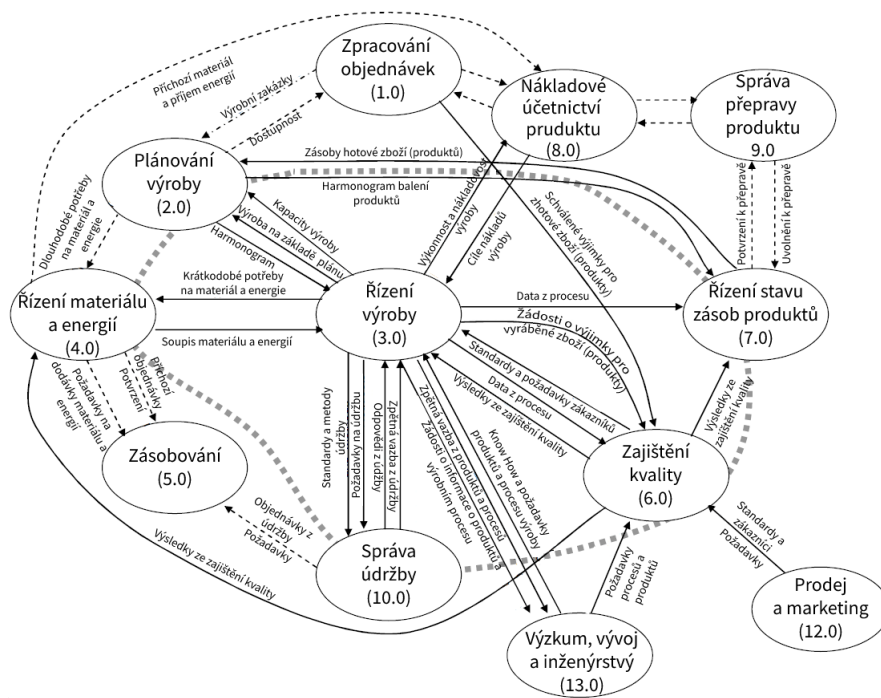 Zpracování
objednávek
(1.0)
Nákladové
účetnictví
pruduktu
(8.0)
Správa
přepravy
produktu
9.0
Příchozí materiál
a příjem energií
Výrobní zakázky
Dostupnost
Plánování
výroby
(2.0)
Zásoby hotové zboží (produktů)
Harmonogram balení
produktů
Kapacity výroby
Výroba na základě plánu
Harmonogram
Výkonnost a nákladovost
výroby
Cíle nákladů
výroby
Schválené výjimky pro
zhotové zboží (produkty)
Potvrzení k přepravě
Uvolnění k přepravě
Dlouhodobé potřeby
na materiál a
energie
Řízení materiálu
a energií
(4.0)
Krátkodobé potřeby
na materiál a energie
Soupis materiálu a energií
Řízení
výroby
(3.0)
Data z procesu
Žádosti o výjimky pro
vyráběné zboží (produkty)
Řízení stavu
zásob produktů
(7.0)
Standardy a požadavky zákazníků
Data z procesu
Výsledky ze zajištění kvality
Výsledky ze
zajištění kvality
Požadavky na
dodávky materiálu a
energií
Příchozí
objednávky
Potvrzení
Zásobování
(5.0)
Standardy a metody
údržby
Požadavky na údržbu
Odpovědi z údžby
Zpětná vazba z údržby
Zpětná vazba z produktů a procesů
Žádosti o informace o produktů a
výrobním procesu
Know How a požadavky
produktů a procesu výroby
Zajištění
kvality
(6.0)
Objednávky z
údržby
Požadavky
Výsledky ze zajištění kvality
Správa
údržby
(10.0)
Požadavky
procesů a
produktů
Standardy a
zákazníci
Požadavky
Prodej
a marketing
(12.0)
Výzkum, vývoj
a inženýrstvý
(13.0)